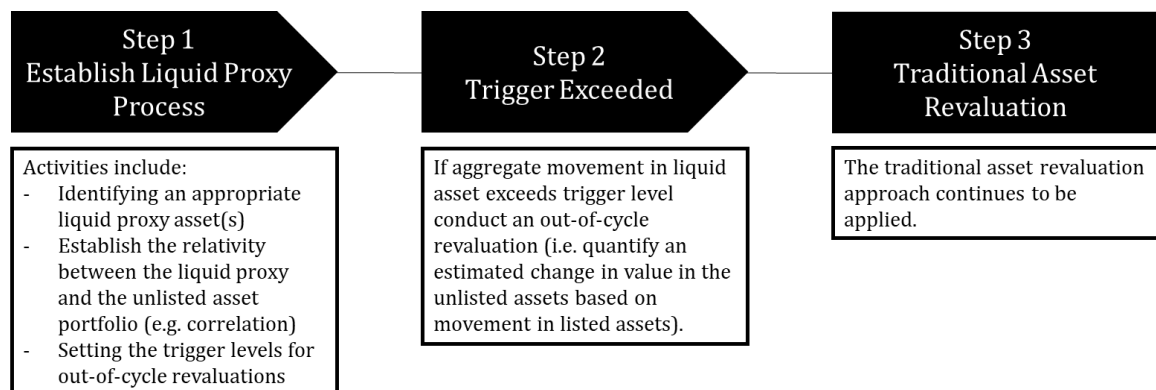 Step 1
Establish Liquid Proxy
Process
Step 2
Trigger Exceeded
Step 3
Traditional Asset
Revaluation
Activities include:
- Identifying an appropriate
liquid proxy asset(s)
- Establish the relativity
between the liquid proxy
and the unlisted asset
portfolio (e.g. correlation)
- Setting the trigger levels for
out-of-cycle revaluations
If aggregate movement in liquid
asset exceeds trigger level
conduct an out-of-cycle
revaluation (i.e. quantify an
estimated change in value in the
unlisted assets based on
movement in listed assets).
The traditional asset revaluation
approach continues to be
applied.